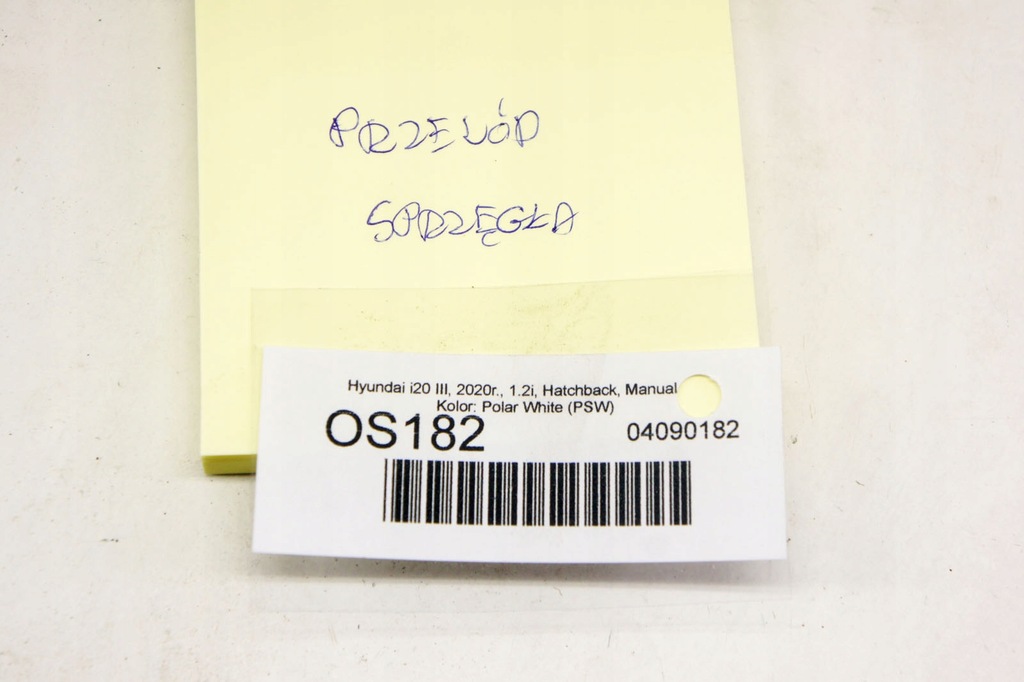 PRZEWÓD
SPRZĘGŁA
Hyundai i20 III, 2020r., 1.2i, Hatchback, Manual
Kolor: Polar White (PSW)
OS182
04090182